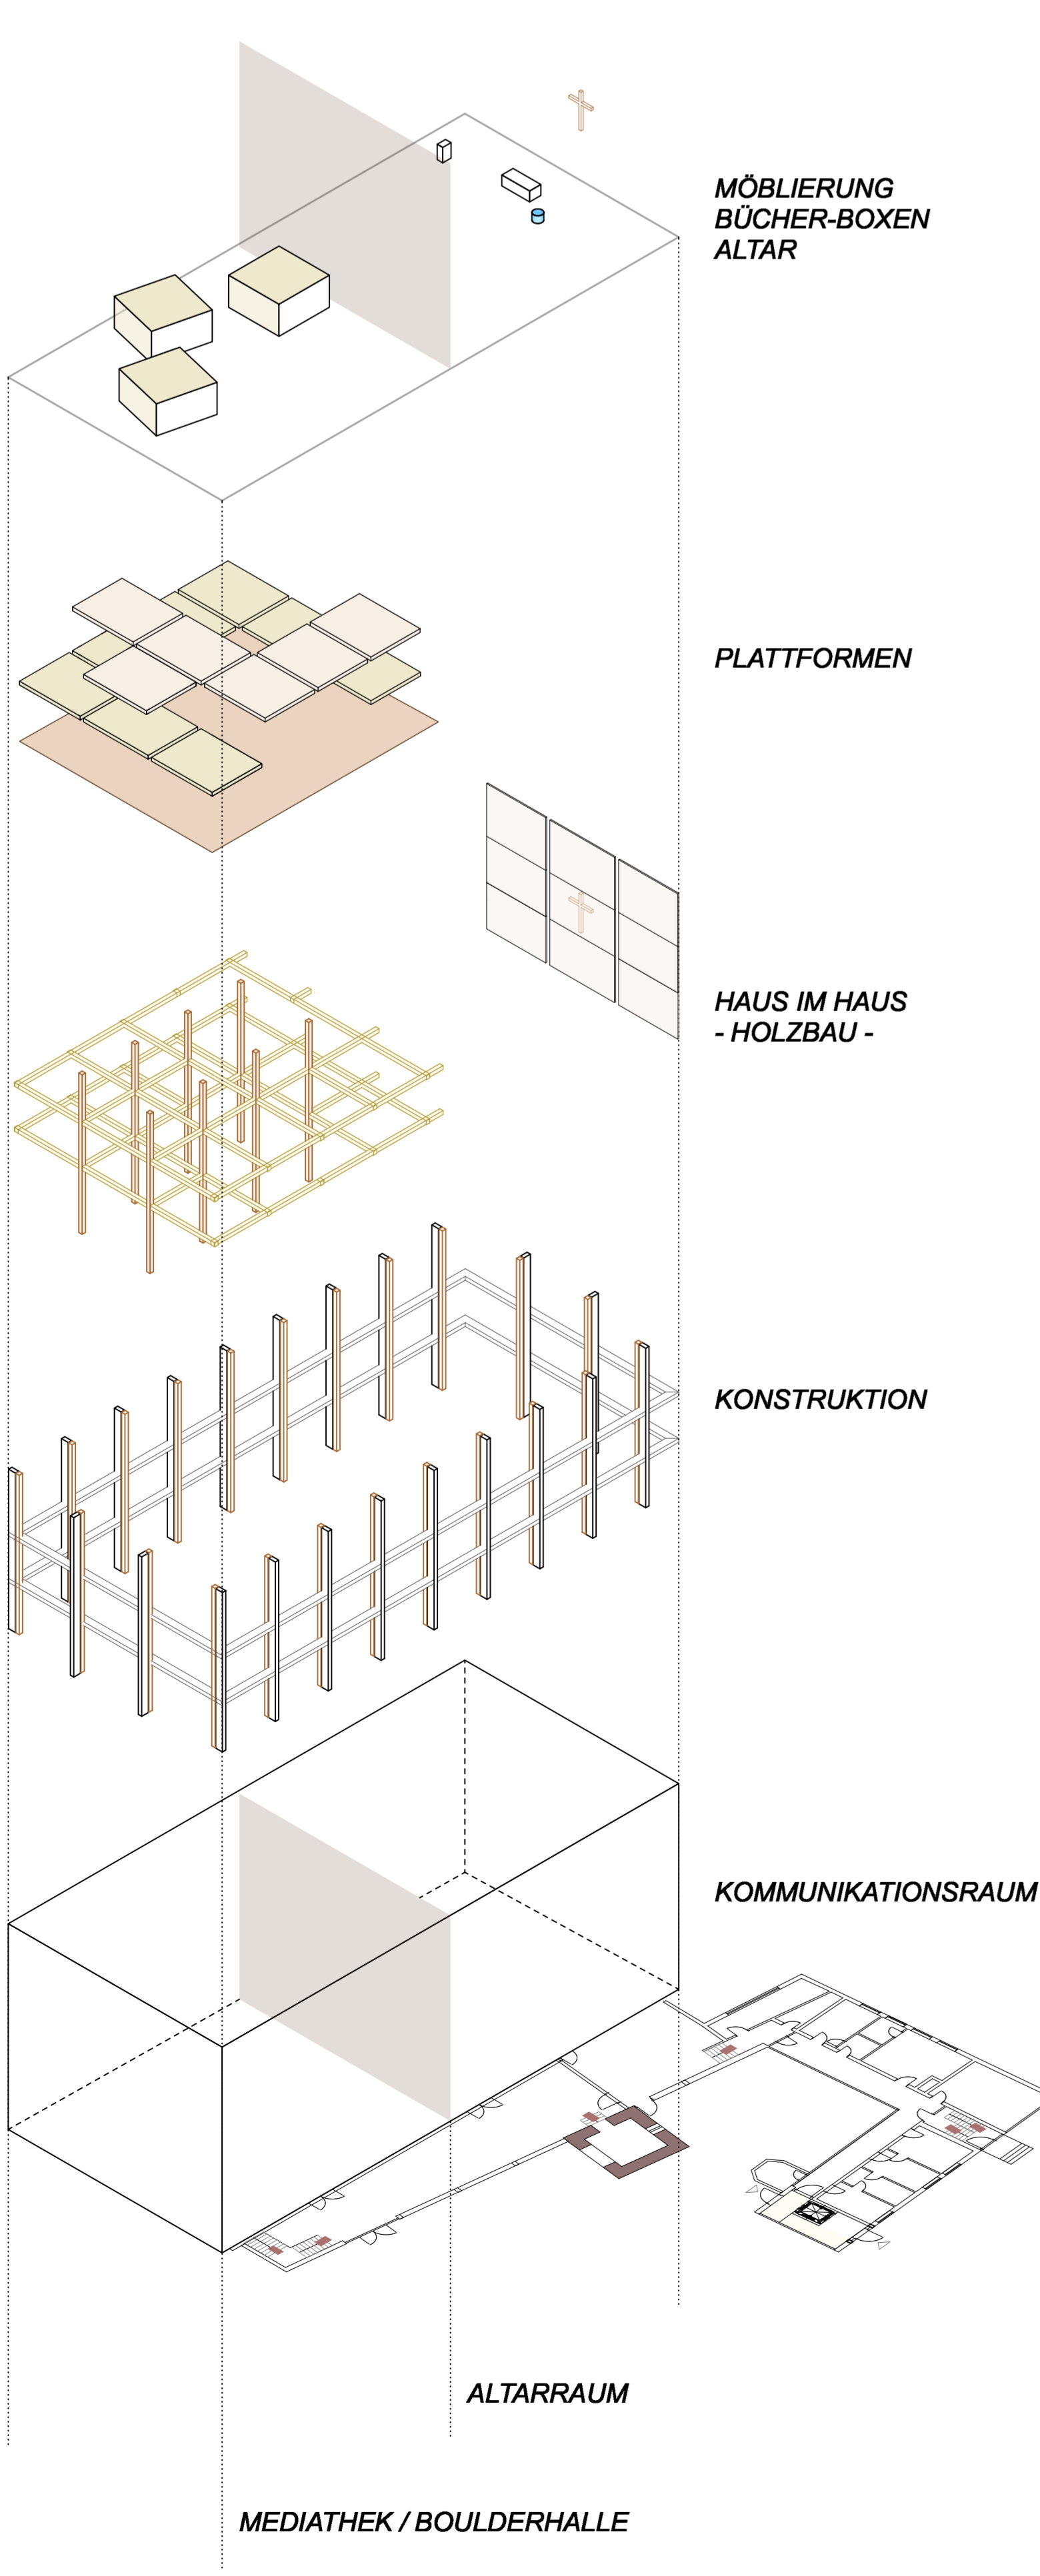 MÖBLIERUNG
BÜCHER-BOXEN
ALTAR
PLATTFORMEN
HAUS IM HAUS
- HOLZBAU -
KONSTRUKTION
KOMMUNIKATIONSRAUM
ALTARRAUM
MEDIATHEK / BOULDERHALLE